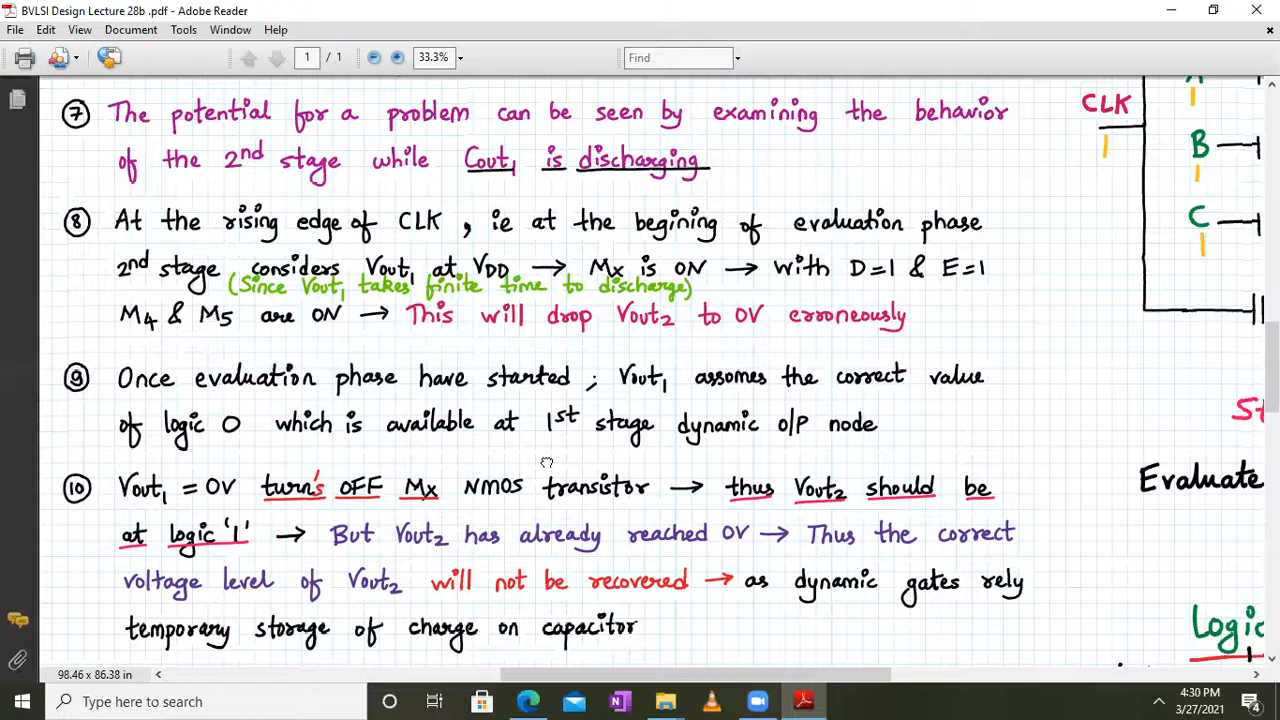 BVLSI Design Lecture 28b .pdf - Adobe Reader
File Edit View Document Tools Window Help
1 / 1 33.3% Find
⑦ The potential for a problem can be seen by examining the behavior
of the 2nd stage while Cout1 is discharging
⑧ At the rising edge of CLK, ie at the begining of evaluation phase
2nd stage considers Vout1 at VDD → Mx is ON → with D=1 & E=1
(Since Vout1 takes finite time to discharge)
M4 & M5 are ON → This will drop Vout2 to 0V erroneously
⑨ Once evaluation phase have started ; Vout1 assumes the correct value
of logic 0 which is available at 1st stage dynamic o/p node
⑩ Vout1 = 0V turn's OFF Mx NMOS transistor → thus Vout2 should be
at logic '1' → But Vout2 has already reached 0V → Thus the correct
voltage level of Vout2 will not be recovered → as dynamic gates rely
temporary storage of charge on capacitor
CLK
1
A
1
B
1
C
1
St
Evaluate
Logic
98.46 x 86.38 in
Type here to search
4:30 PM
3/27/2021
4